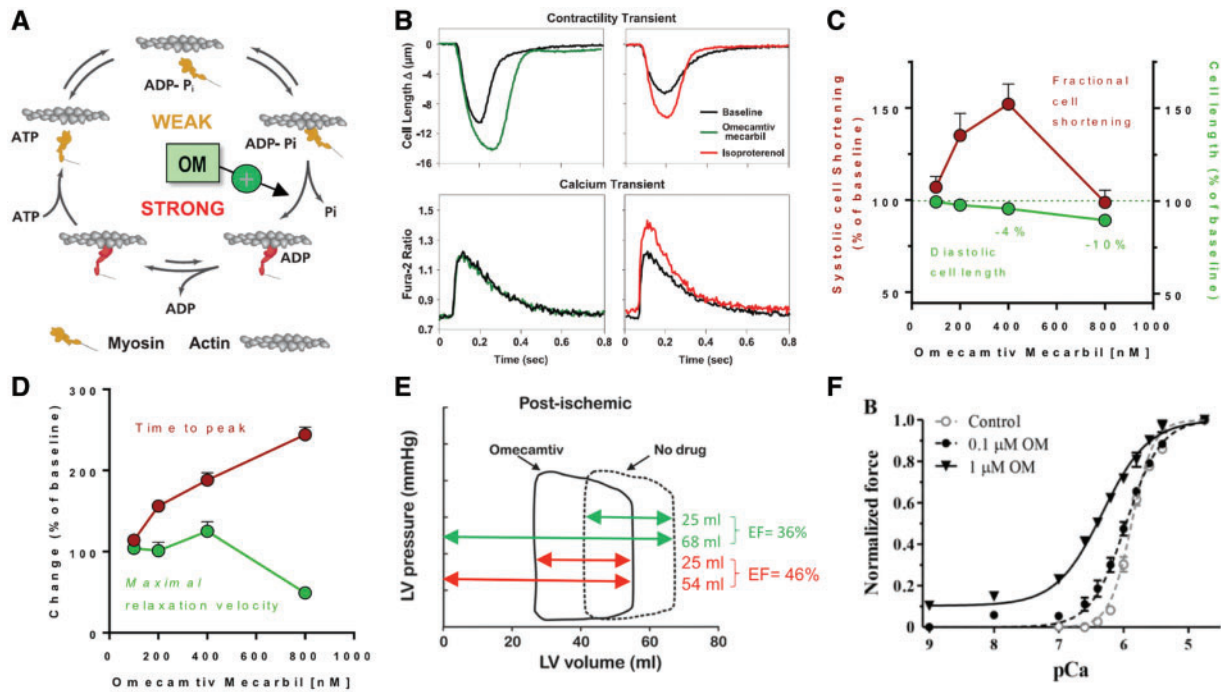 A
ADP- Pi
ATP
WEAK
ADP- Pi
OM
+
STRONG
Pi
ATP
ADP
ADP
Myosin Actin
B
Contractility Transient
Cell Length Δ (μm)
0
-4
-8
-12
-16
Baseline
Omecamtiv
mecarbil
Isoproterenol
Calcium Transient
Fura-2 Ratio
1.5
1.3
1.1
0.9
0.7
0 0.2 0.4 0.6 0.8
0 0.2 0.4 0.6 0.8
Time (sec)
Time (sec)
C
Systolic cell Shortening
(% of baseline)
150
100
50
Fractional
cell
shortening
-4%
-10%
Diastolic
cell length
150
100
50
Cell length (% of baseline)
0 200 400 600 800 1000
Omecamtiv Mecarbil [nM]
D
Change (% of baseline)
300
200
100
0
Time to peak
Maximal
relaxation velocity
0 200 400 600 800 1000
Omecamtiv Mecarbil [nM]
E
Post-ischemic
LV pressure (mmHg)
Omecamtiv
No drug
25 ml
68 ml
EF= 36%
25 ml
54 ml
EF= 46%
0 20 40 60 80
LV volume (ml)
F
B
Normalized force
1.0
0.8
0.6
0.4
0.2
0
Control
0.1 μM OM
1 μM OM
9 8 7 6 5
pCa